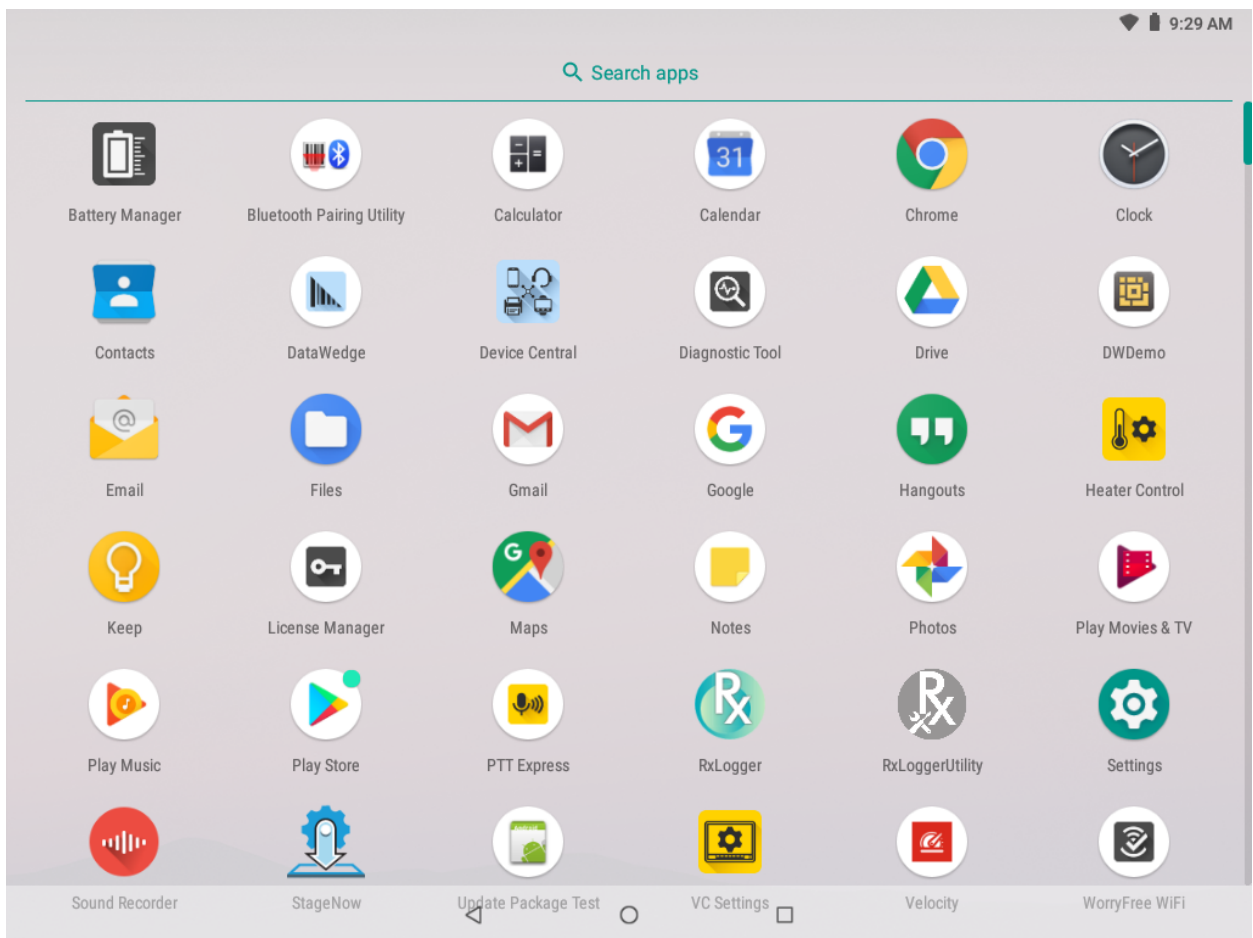 9:29 AM
Search apps
Battery Manager
Bluetooth Pairing Utility
Calculator
31
Calendar
Chrome
Clock
Contacts
DataWedge
Device Central
Diagnostic Tool
Drive
DWDemo
@
Email
Files
Gmail
G
Google
Hangouts
Heater Control
Keep
License Manager
G
Maps
Notes
Photos
Play Movies & TV
Play Music
Play Store
PTT Express
Rx
RxLogger
Rx
RxLoggerUtility
Settings
Sound Recorder
StageNow
Android
Update Package Test
VC Settings
Velocity
WorryFree WiFi